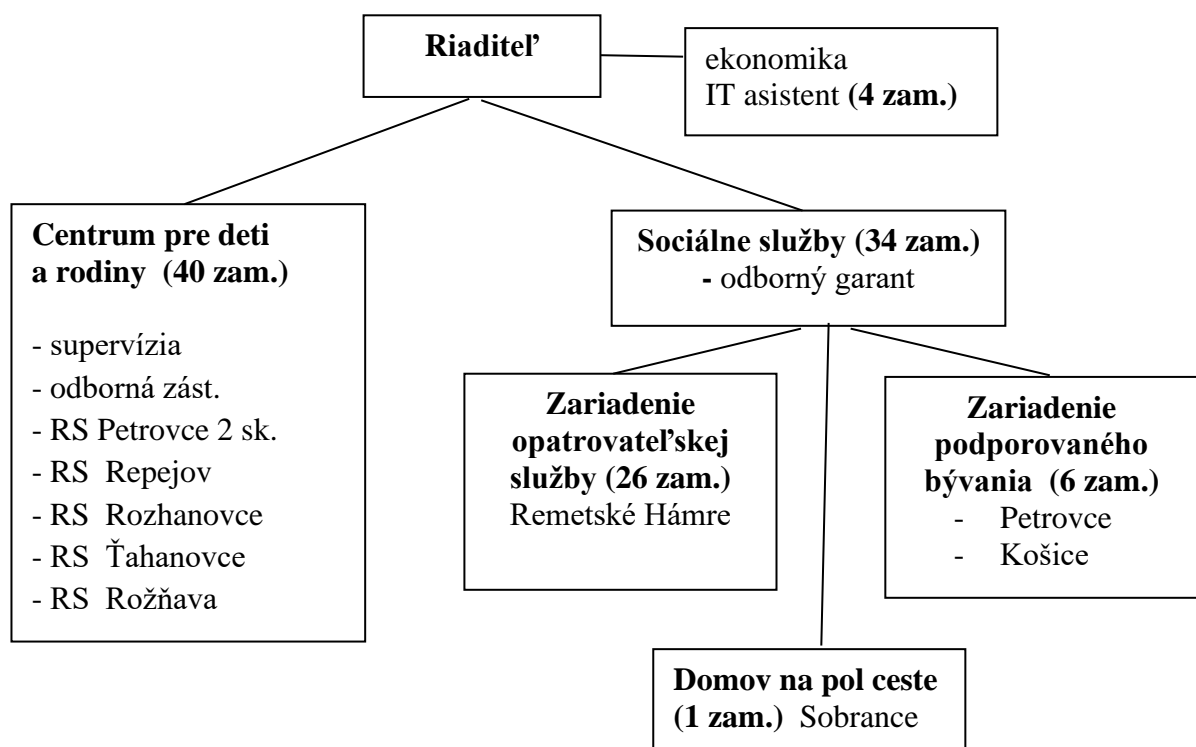 Riaditeľ
ekonomika
IT asistent (4 zam.)
Centrum pre deti
a rodiny (40 zam.)
- supervízia
- odborná zást.
- RS Petrovce 2 sk.
- RS Repejov
- RS Rozhanovce
- RS Ťahanovce
- RS Rožňava
Sociálne služby (34 zam.)
- odborný garant
Zariadenie
opatrovateľskej
služby (26 zam.)
Remetské Hámre
Zariadenie
podporovaného
bývania (6 zam.)
- Petrovce
- Košice
Domov na pol ceste
(1 zam.) Sobrance